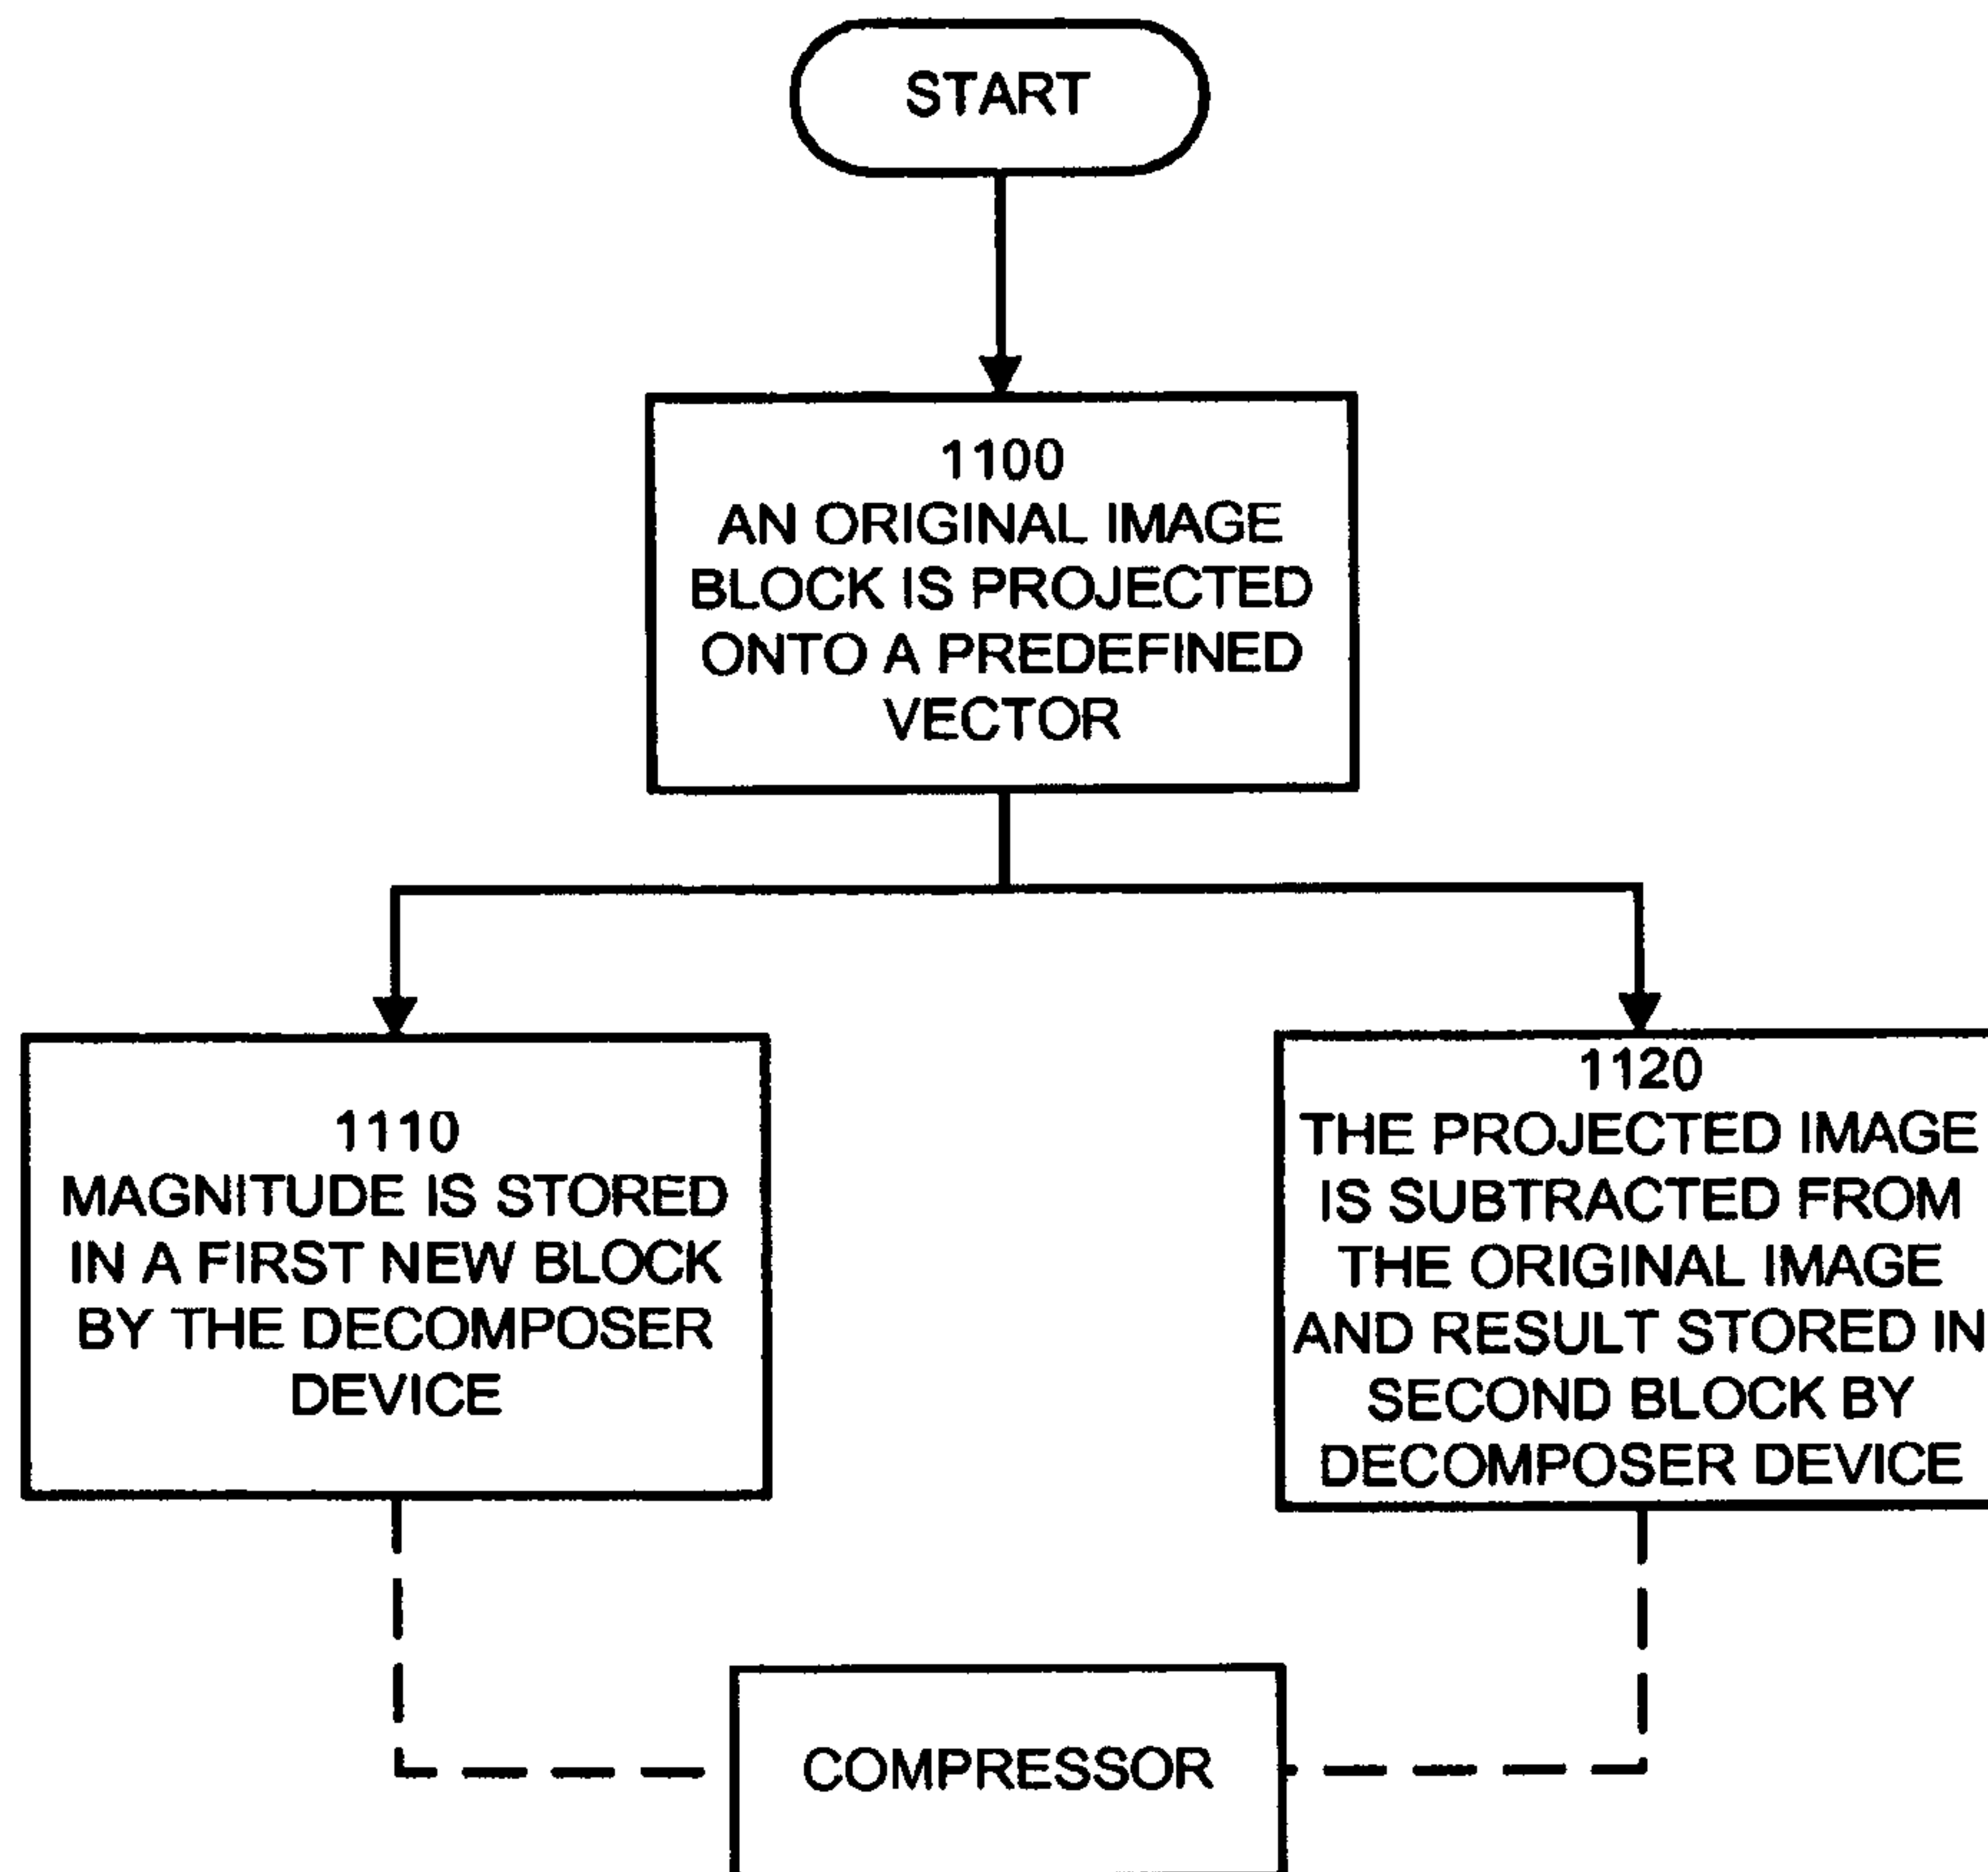 START
1100
AN ORIGINAL IMAGE
BLOCK IS PROJECTED
ONTO A PREDEFINED
VECTOR
1110
MAGNITUDE IS STORED
IN A FIRST NEW BLOCK
BY THE DECOMPOSER
DEVICE
1120
THE PROJECTED IMAGE
IS SUBTRACTED FROM
THE ORIGINAL IMAGE
AND RESULT STORED IN
SECOND BLOCK BY
DECOMPOSER DEVICE
COMPRESSOR